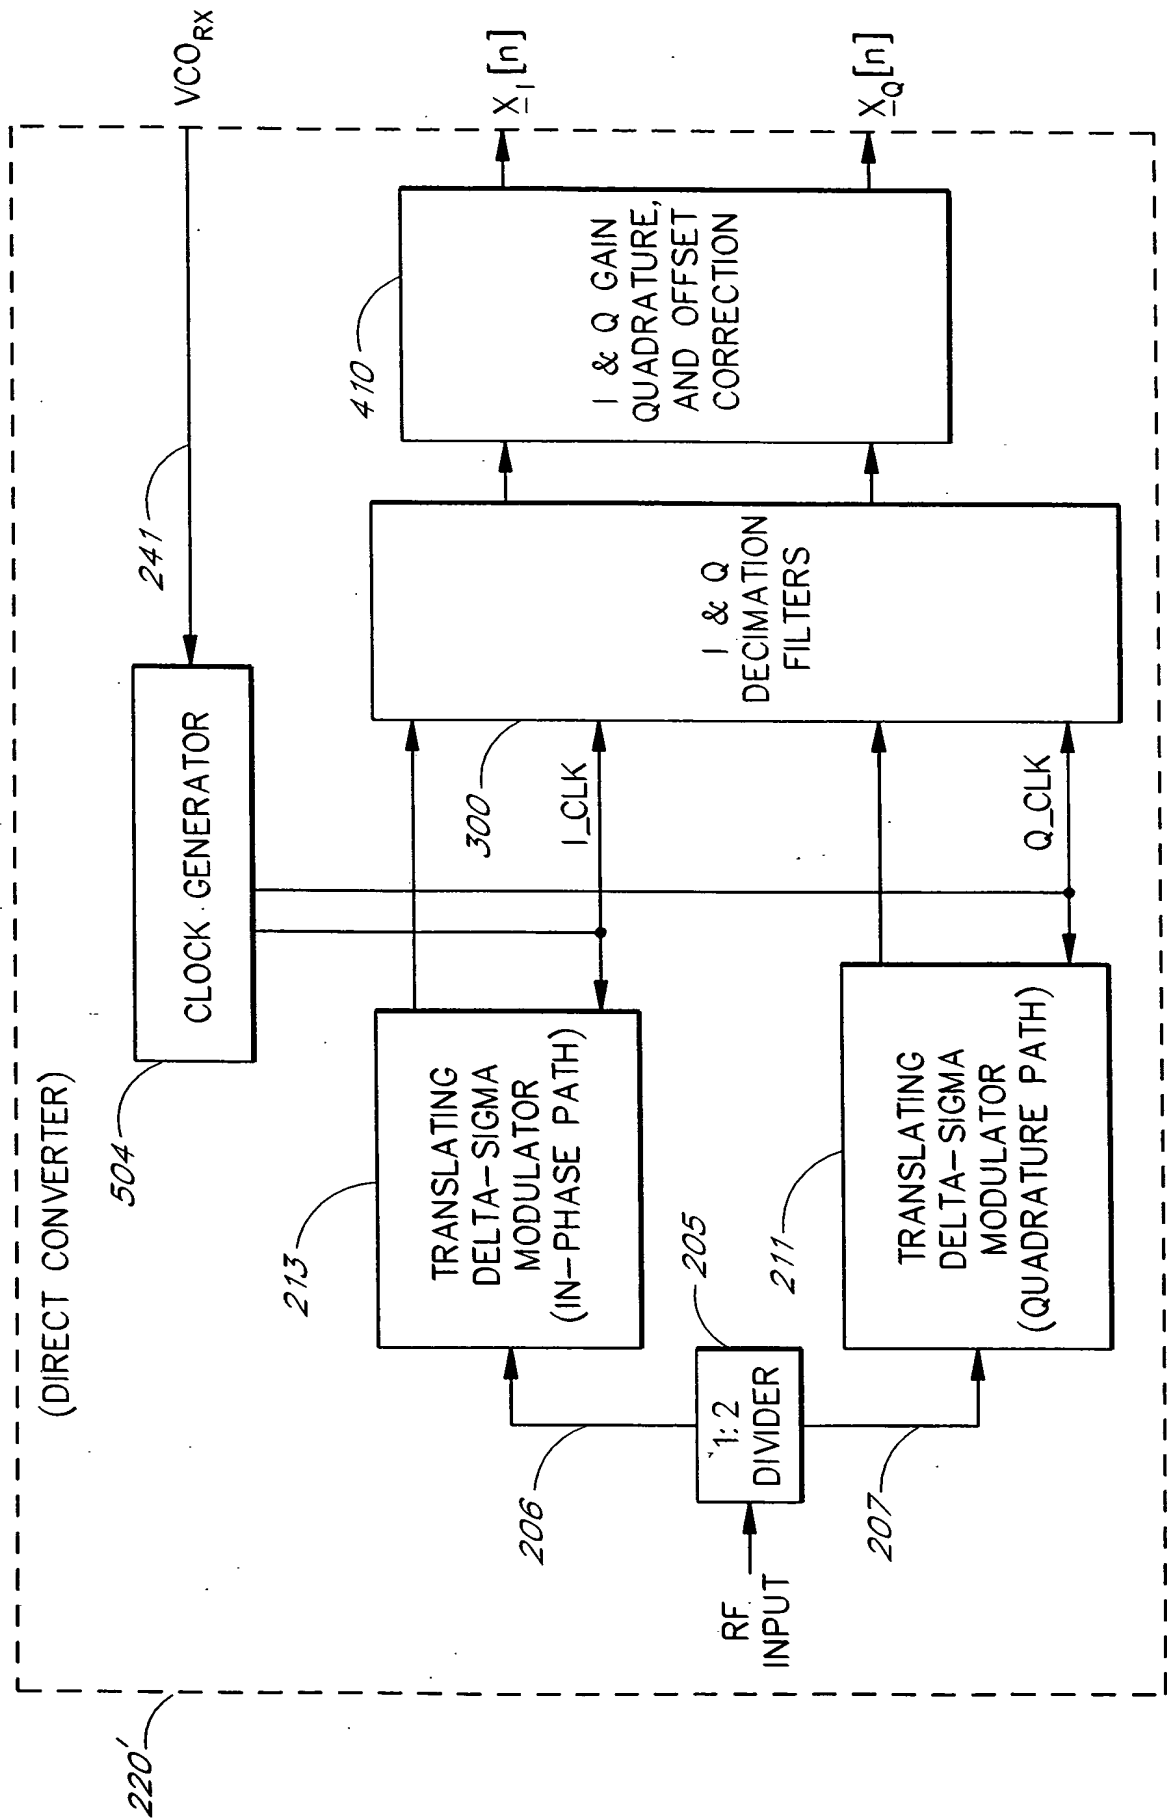 220'
(DIRECT CONVERTER)
504
CLOCK GENERATOR
241
VCO_RX
213
TRANSLATING
DELTA-SIGMA
MODULATOR
(IN-PHASE PATH)
I_CLK
300
I & Q
DECIMATION
FILTERS
410
I & Q GAIN
QUADRATURE,
AND OFFSET
CORRECTION
X_I[n]
X_Q[n]
206
205
1:2
DIVIDER
RF
INPUT
207
211
TRANSLATING
DELTA-SIGMA
MODULATOR
(QUADRATURE PATH)
Q_CLK